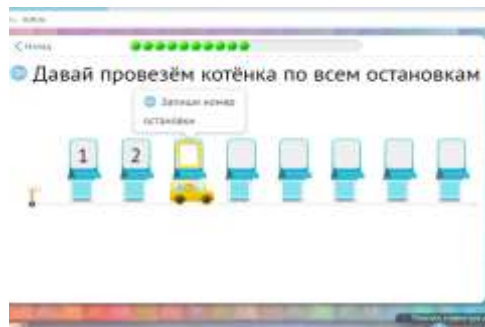 Назад
Давай провезём котёнка по всем остановкам
Запиши номер
остановки
1 2